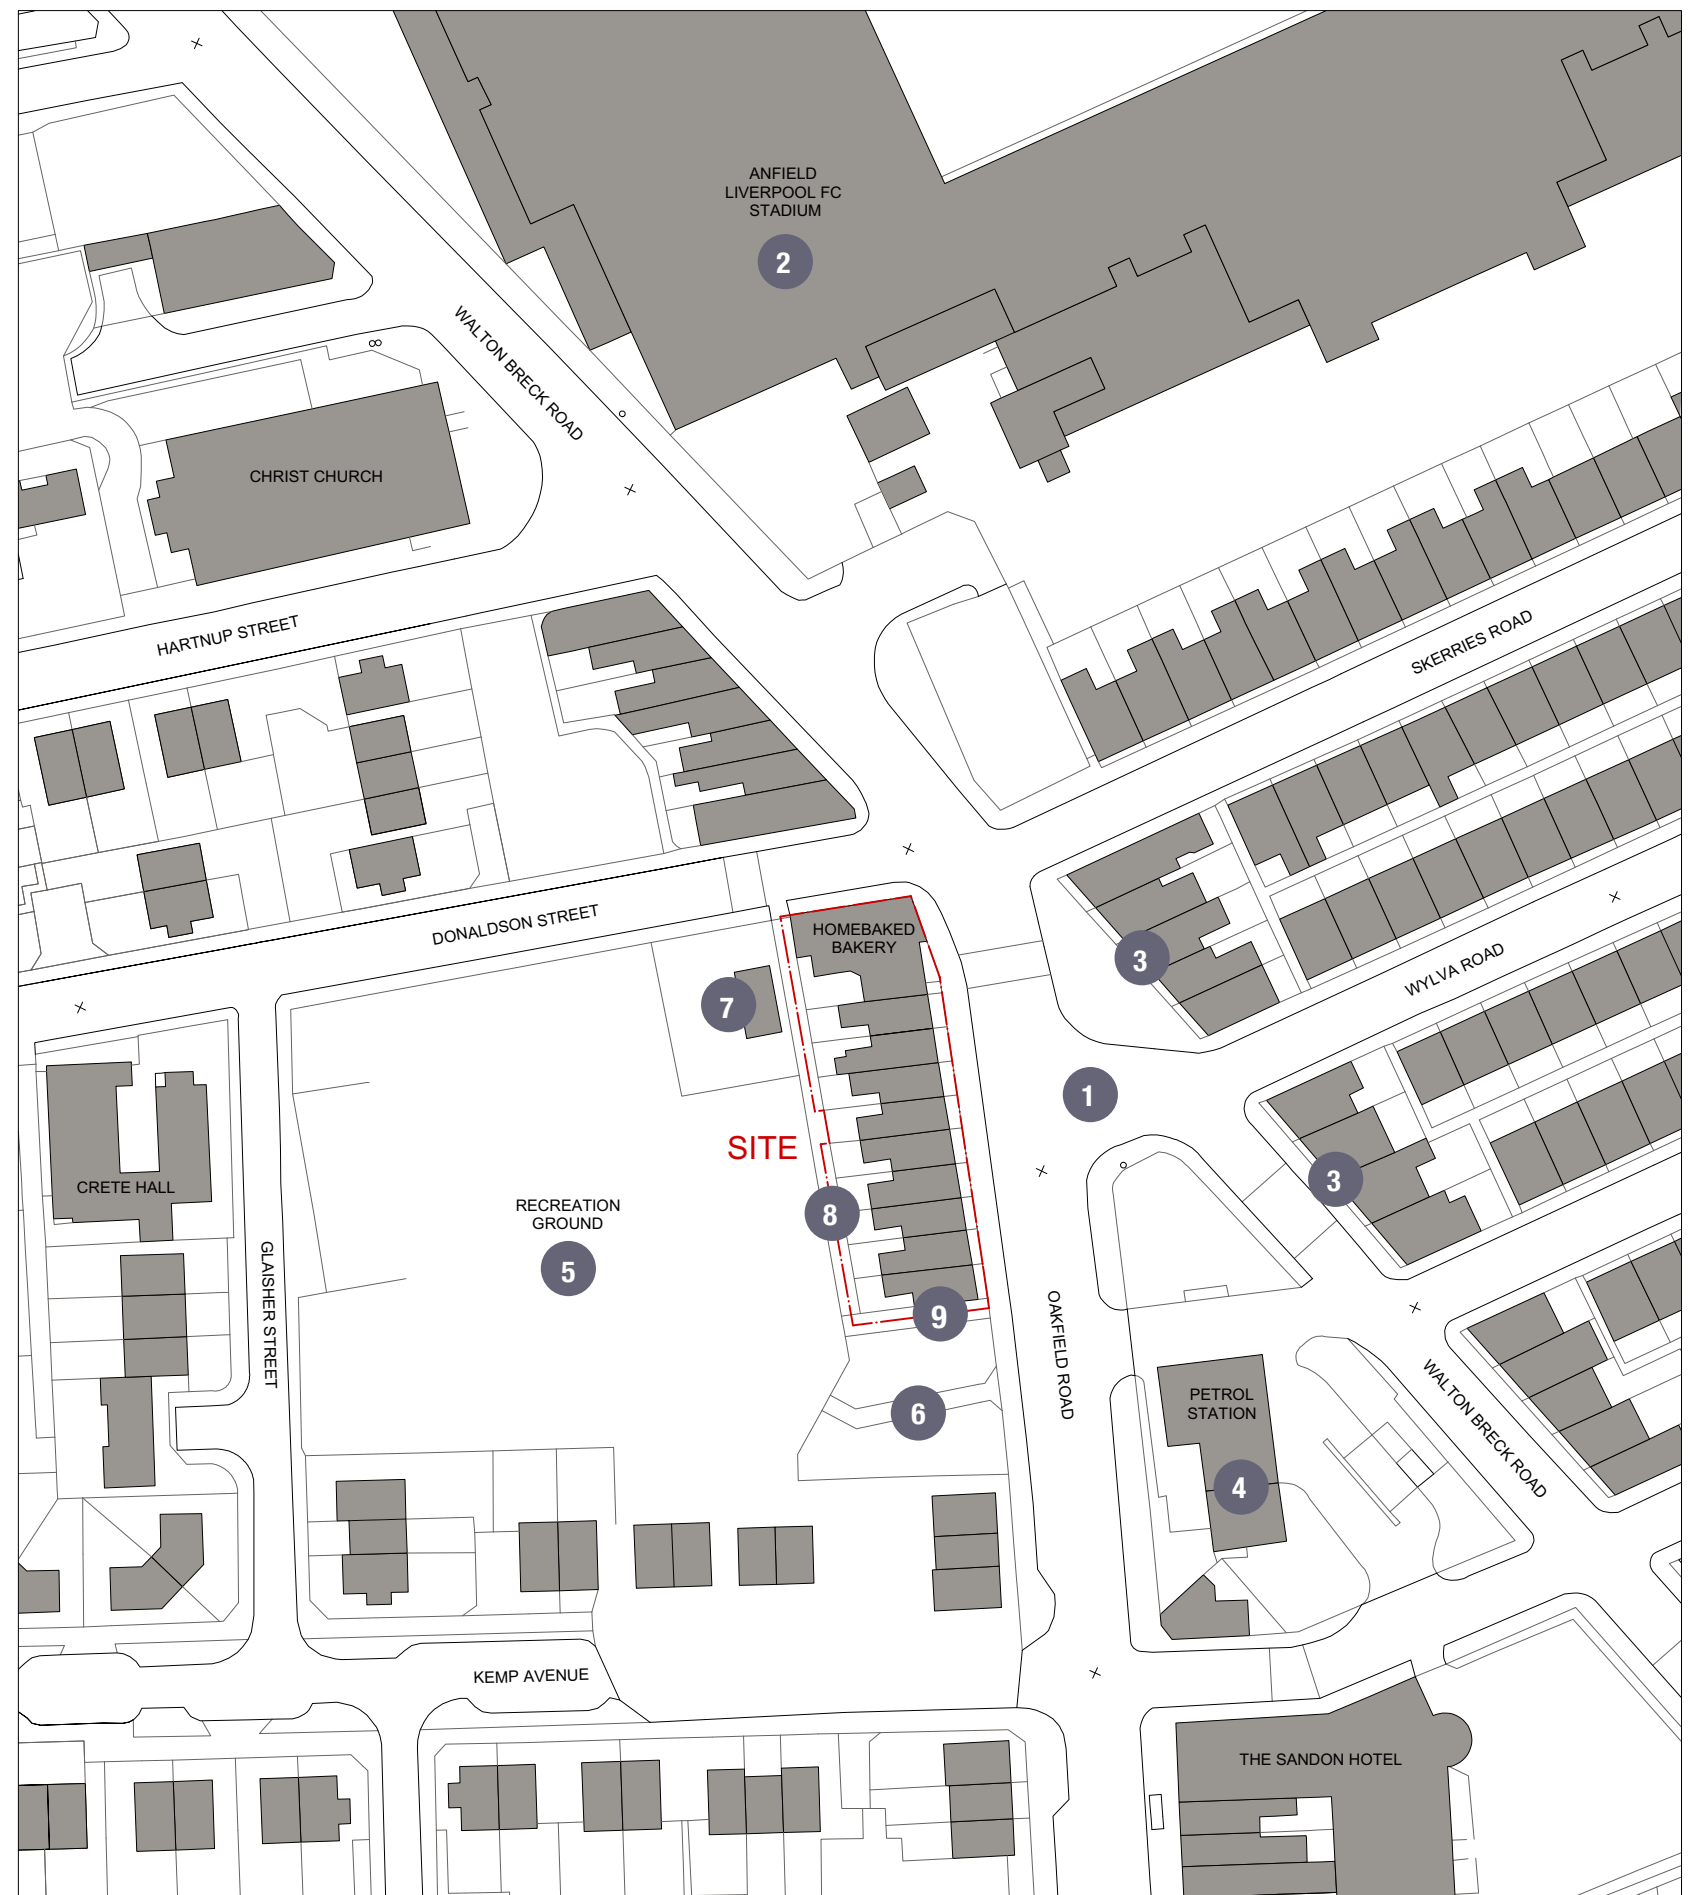 ANFIELD
LIVERPOOL FC
STADIUM
2
WALTON BRECK ROAD
CHRIST CHURCH
HARTNUP STREET
SKERRIES ROAD
DONALDSON STREET
HOMEBAKED
BAKERY
3
WYLVA ROAD
7
1
SITE
CRETE HALL
RECREATION
GROUND
5
8
3
GLAISHER STREET
9
OAKFIELD ROAD
PETROL
STATION
WALTON BRECK ROAD
6
4
KEMP AVENUE
THE SANDON HOTEL